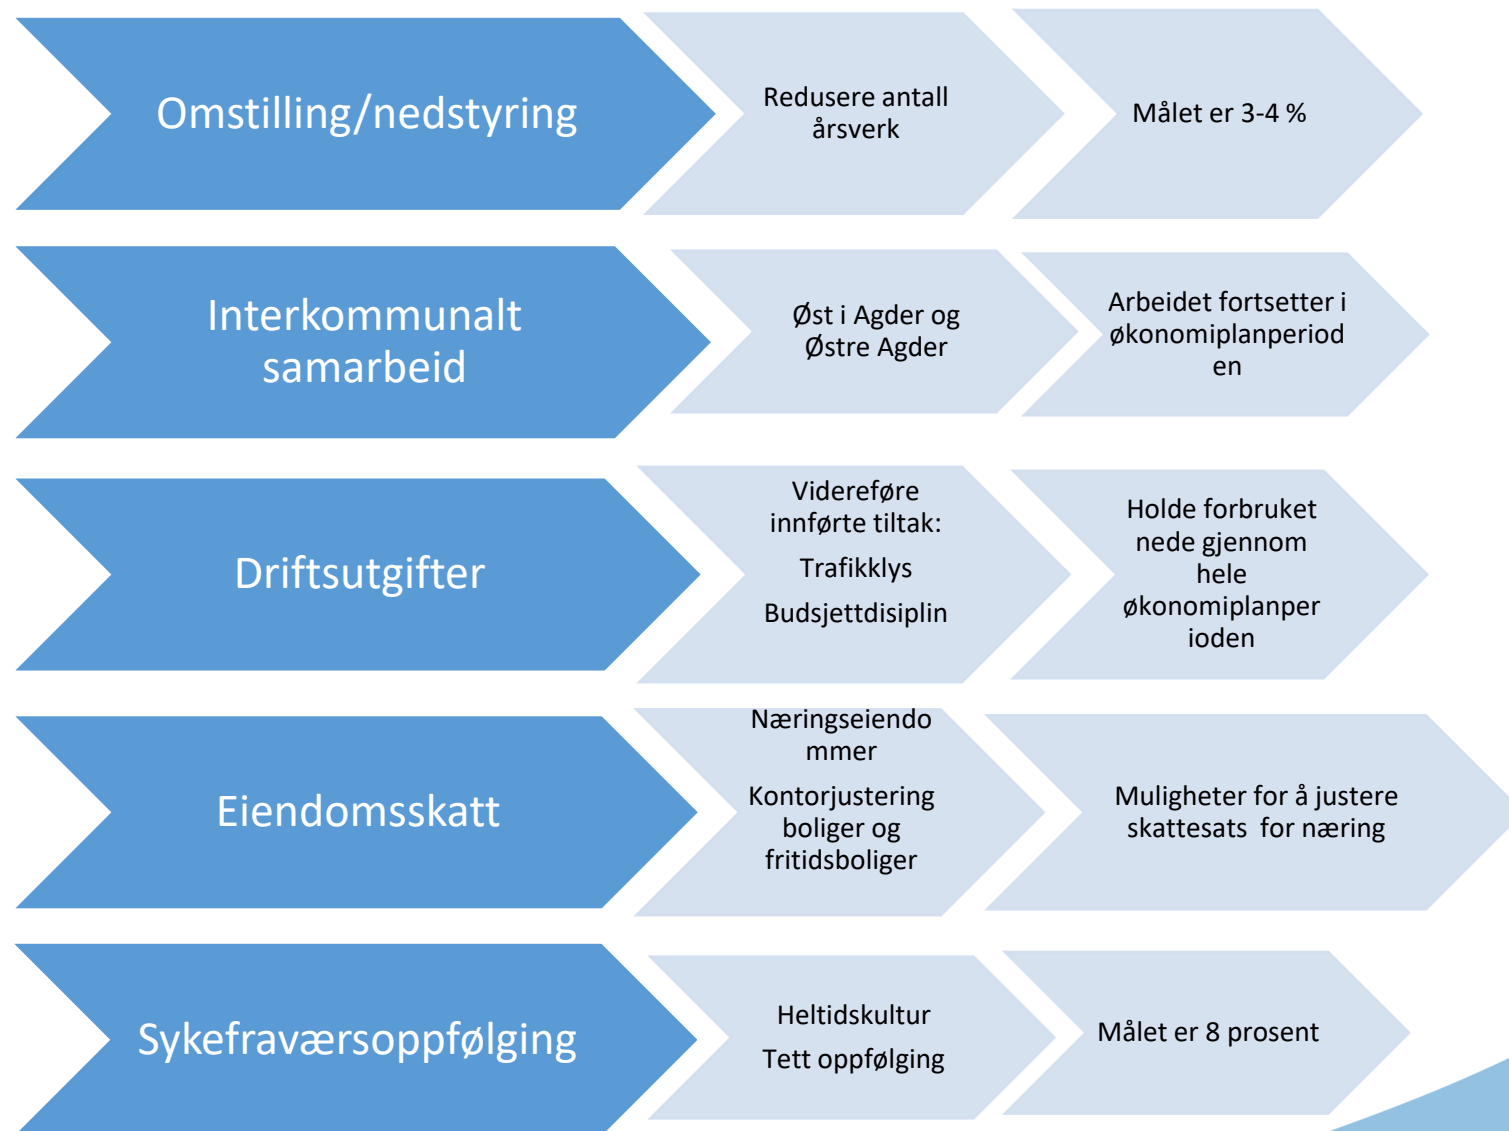 Omstilling/nedstyring
Redusere antall
årsverk
Målet er 3-4 %
Interkommunalt
samarbeid
Øst i Agder og
Østre Agder
Arbeidet fortsetter i
økonomiplanperiod
en
Driftsutgifter
Videreføre
innførte tiltak:
Trafikklys
Budsjettdisiplin
Holde forbruket
nede gjennom
hele
økonomiplanper
ioden
Eiendomsskatt
Næringseiendo
mmer
Kontorjustering
boliger og
fritidsboliger
Muligheter for å justere
skattesats  for næring
Sykefraværsoppfølging
Heltidskultur
Tett oppfølging
Målet er 8 prosent